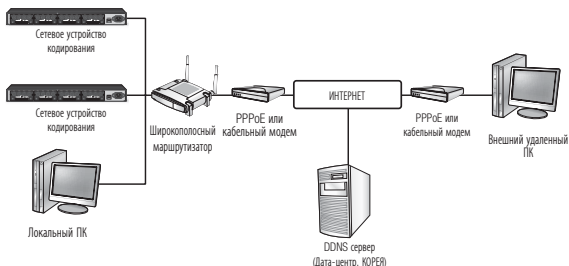 Сетевое устройство
кодирования
Сетевое устройство
кодирования
Локальный ПК
Широкополосный
маршрутизатор
PPPoE или
кабельный модем
ИНТЕРНЕТ
DDNS сервер
(Дата-центр, КОРЕЯ)
PPPoE или
кабельный модем
Внешний удаленный
ПК